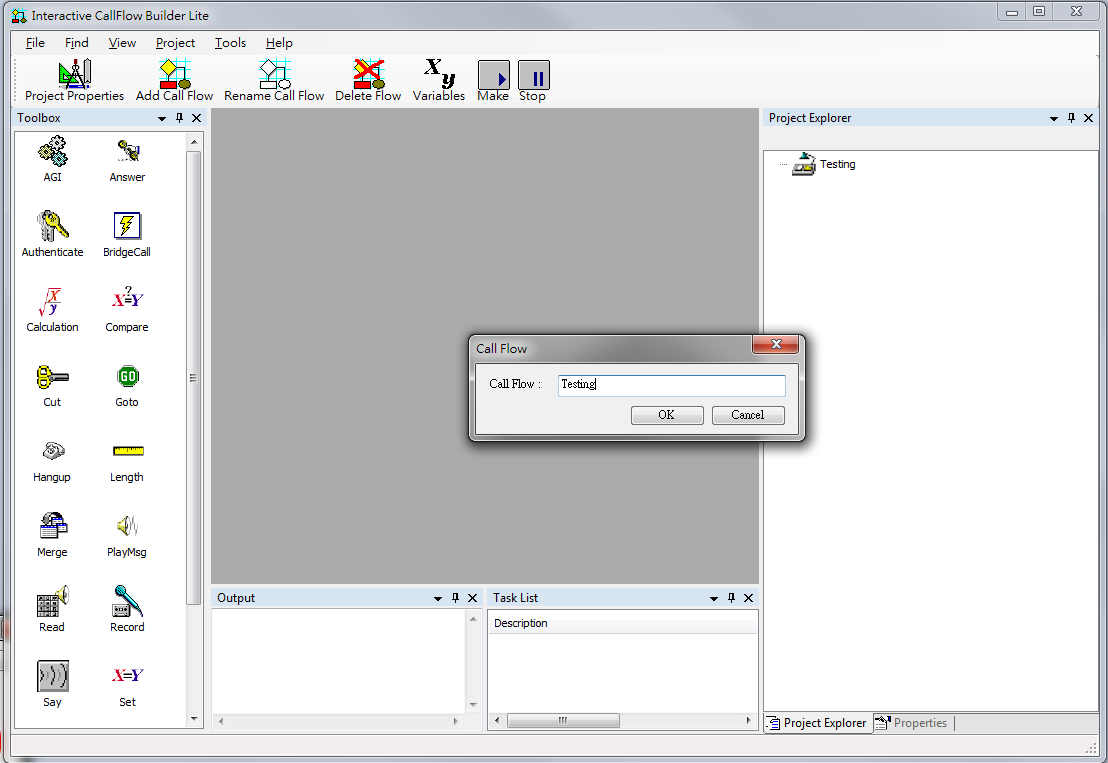 Interactive CallFlow Builder Lite
File Find View Project Tools Help
Project Properties Add Call Flow Rename Call Flow Delete Flow Variables Make Stop
Toolbox
AGI Answer
Authenticate BridgeCall
Calculation Compare
Cut Goto
Hangup Length
Merge PlayMsg
Read Record
Say Set
Call Flow
Call Flow : Testing
OK Cancel
Output
Task List
Description
Project Explorer
Testing
Project Explorer Properties